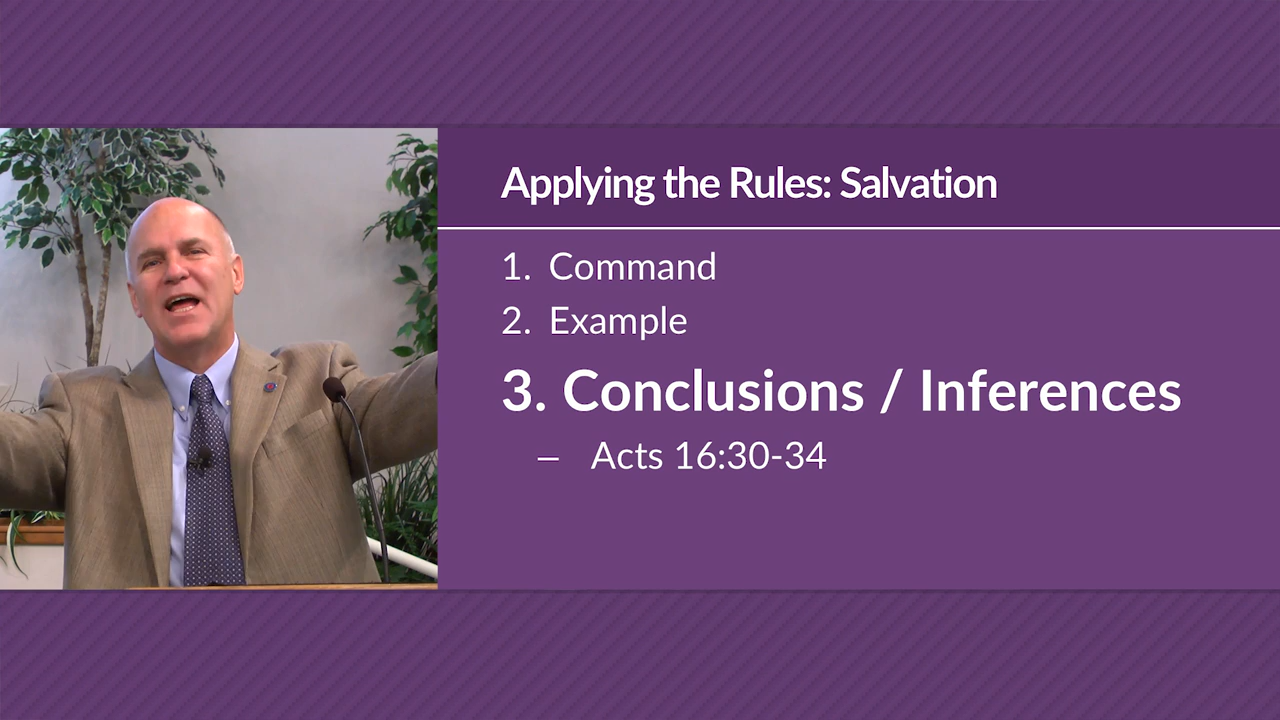 Applying the Rules: Salvation
1. Command
2. Example
3. Conclusions / Inferences
– Acts 16:30-34